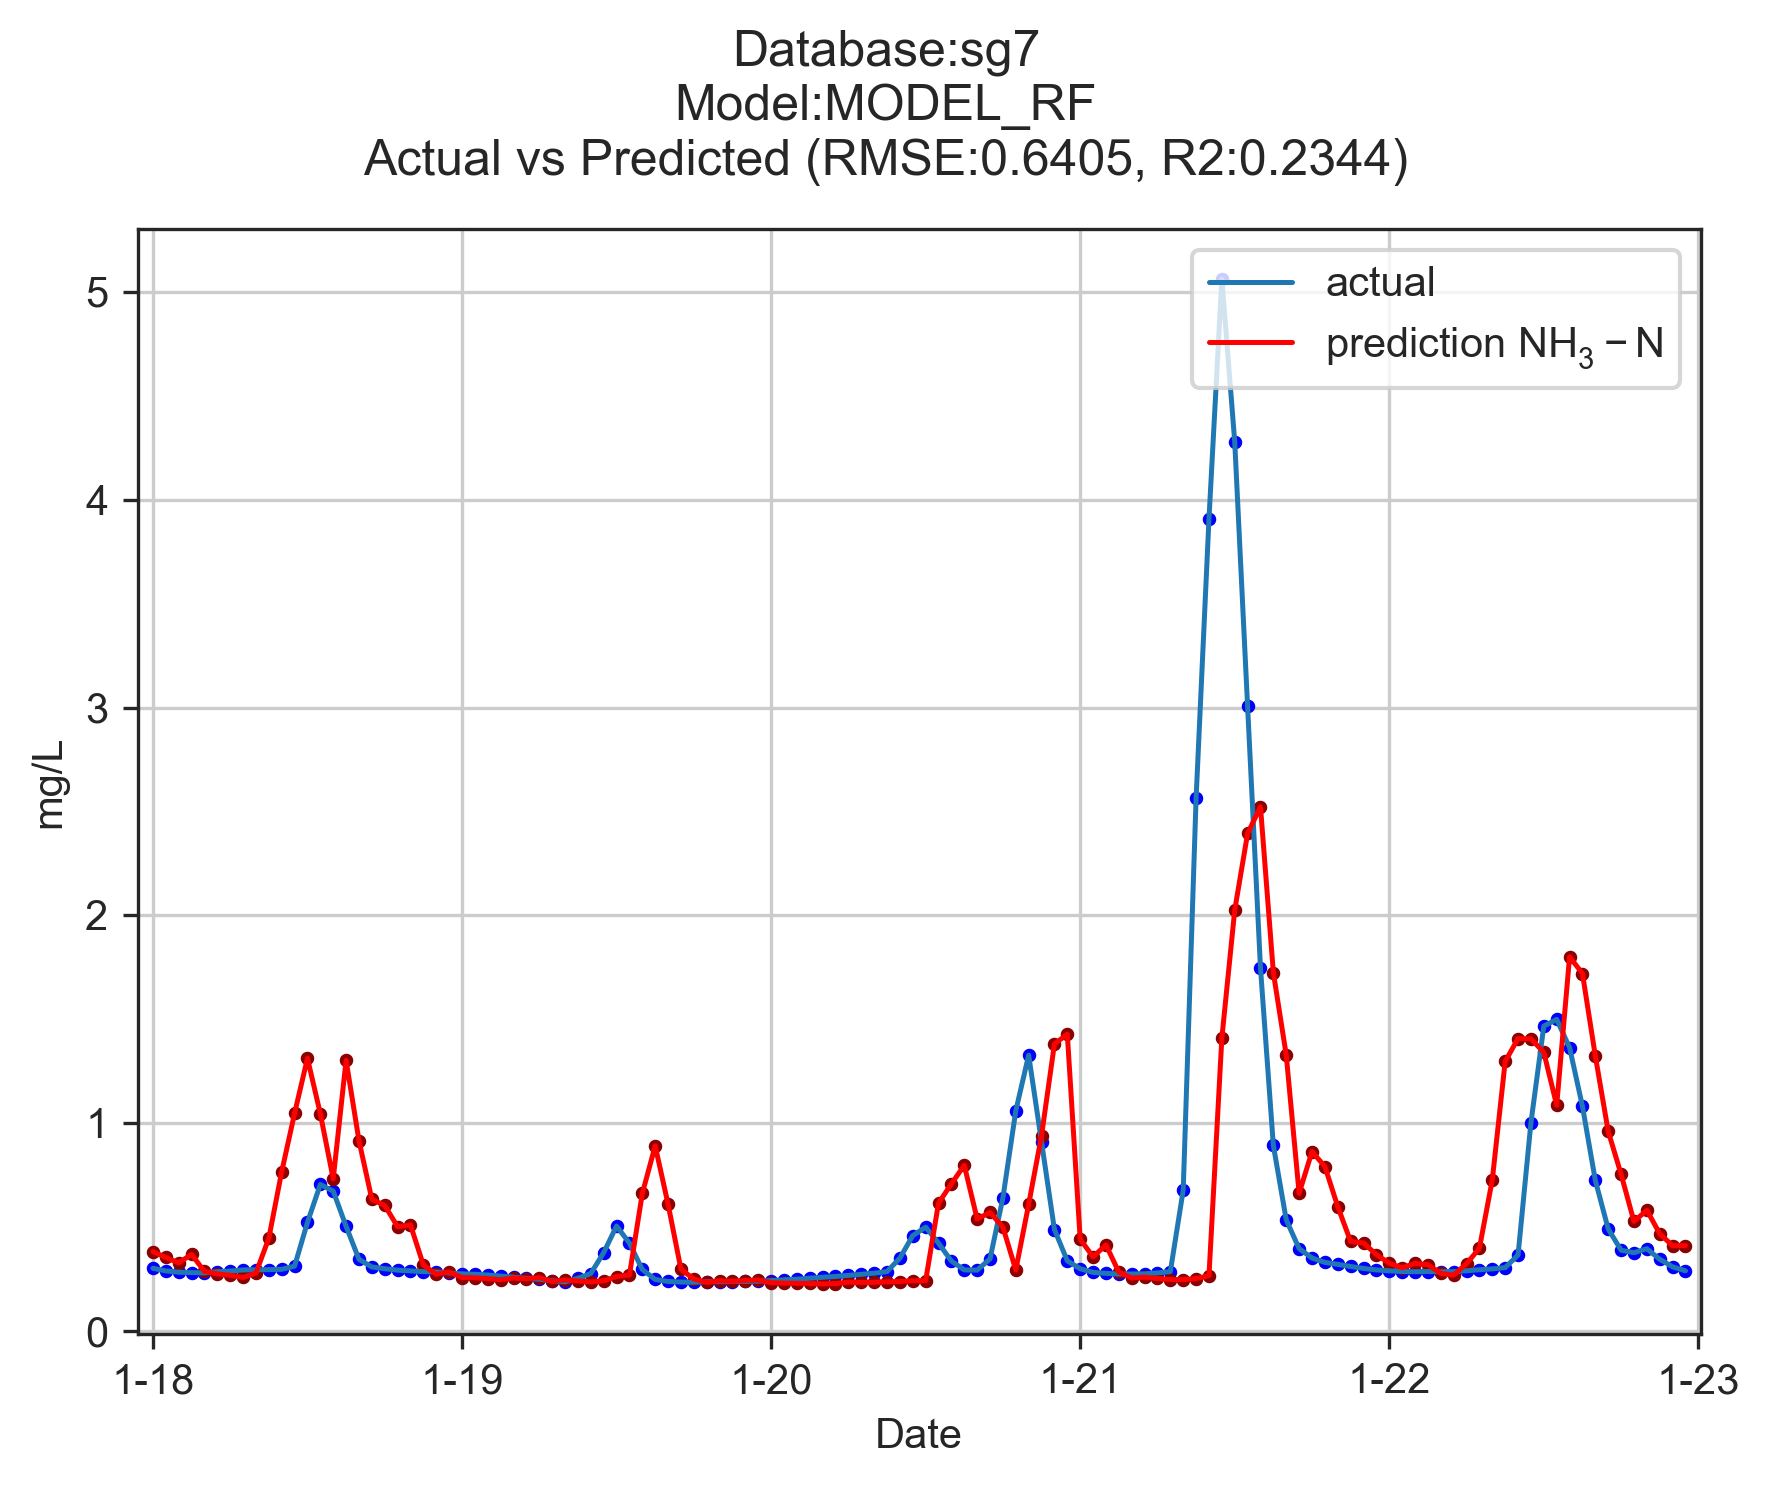 Database:sg7
Model:MODEL_RF
Actual vs Predicted (RMSE:0.6405, R2:0.2344)
actual
prediction NH₃ − N
5
4
3
2
1
0
mg/L
1-18 1-19 1-20 1-21 1-22 1-23
Date